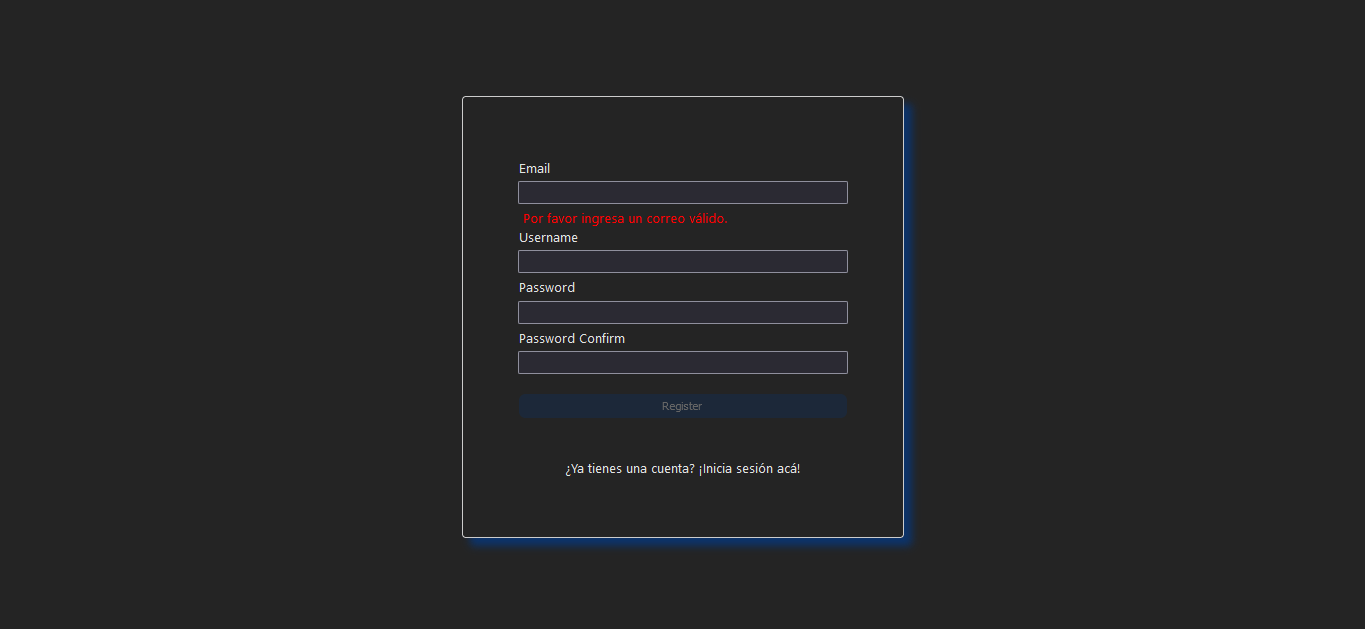 Email
Por favor ingresa un correo válido.
Username
Password
Password Confirm
Register
¿Ya tienes una cuenta? ¡Inicia sesión acá!